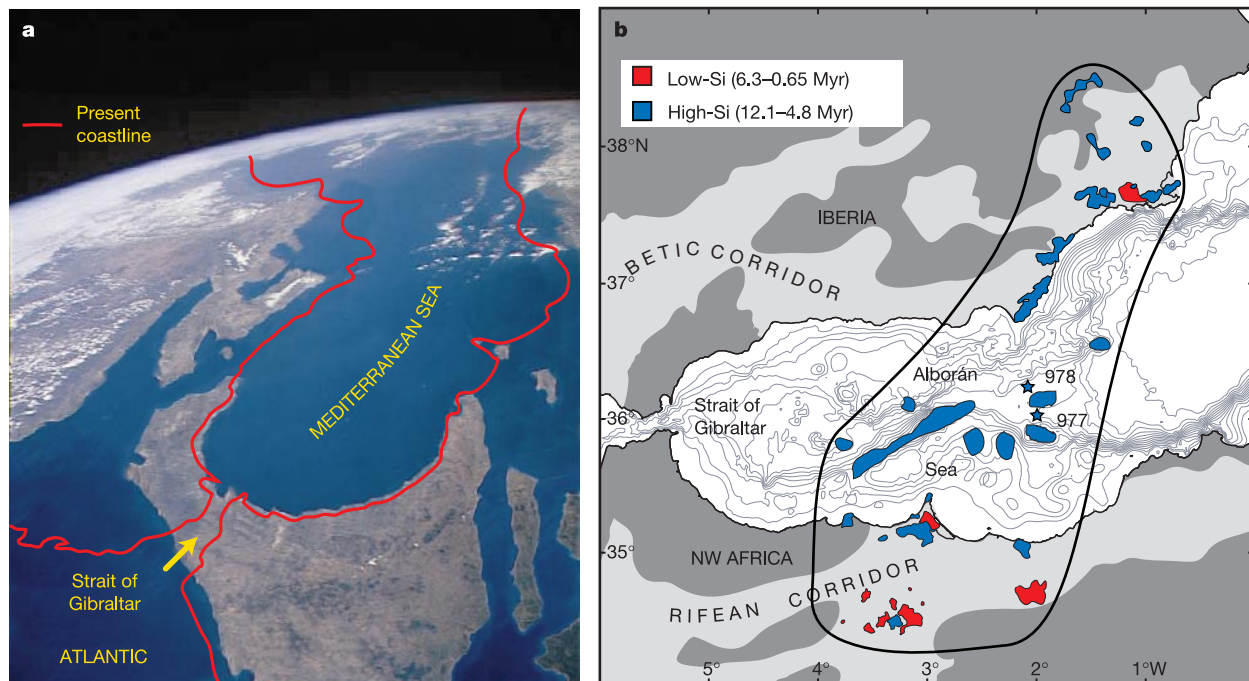 a
Present
coastline
MEDITERRANEAN SEA
Strait of
Gibraltar
ATLANTIC
b
Low-Si (6.3–0.65 Myr)
High-Si (12.1–4.8 Myr)
38°N
IBERIA
BETIC CORRIDOR
37°
Alborán
978
36°
Strait of
Gibraltar
977
Sea
35°
NW AFRICA
RIFEAN CORRIDOR
5°
4°
3°
2°
1°W